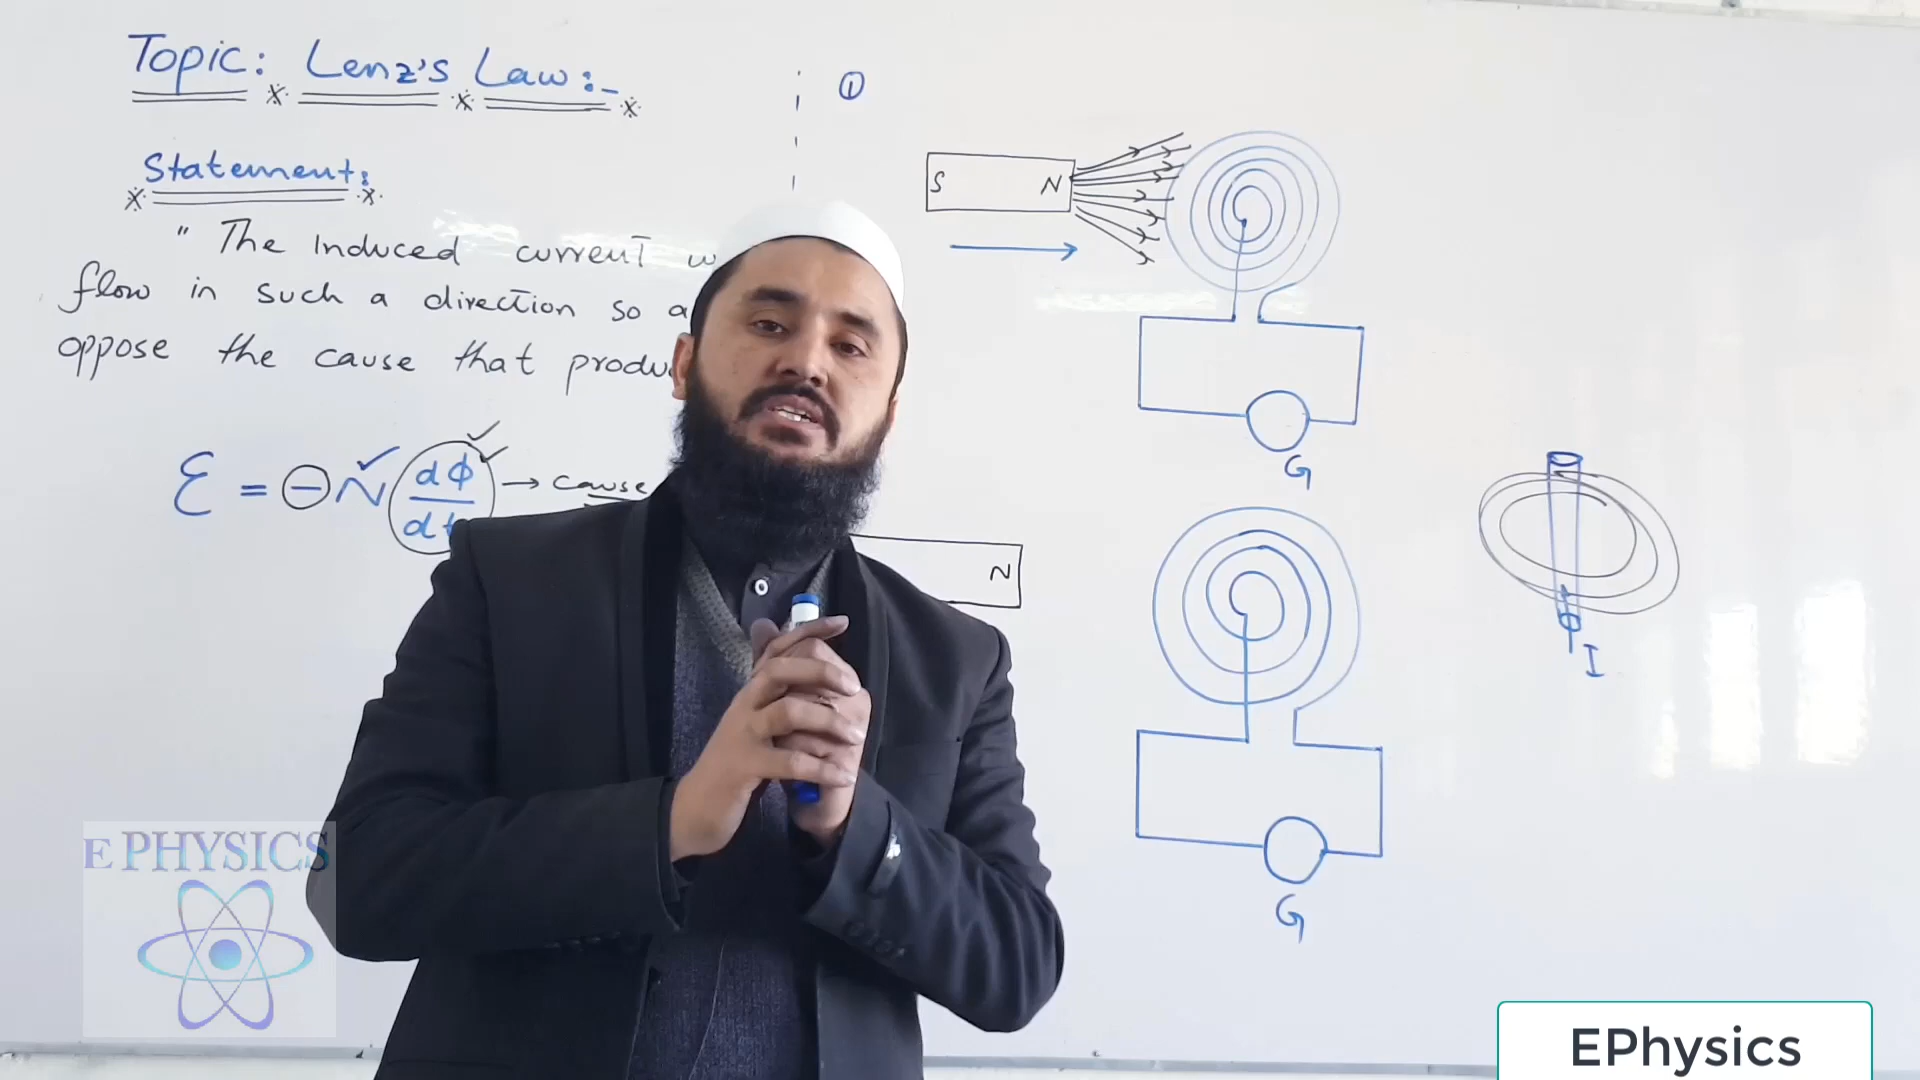 Topic: Lenz's Law:-
Statement:
" The Induced current
flow in such a direction so
oppose the cause that
ε = - N dΦ/dt → cause
①
S N
G
N
G
I
E PHYSICS
EPhysics